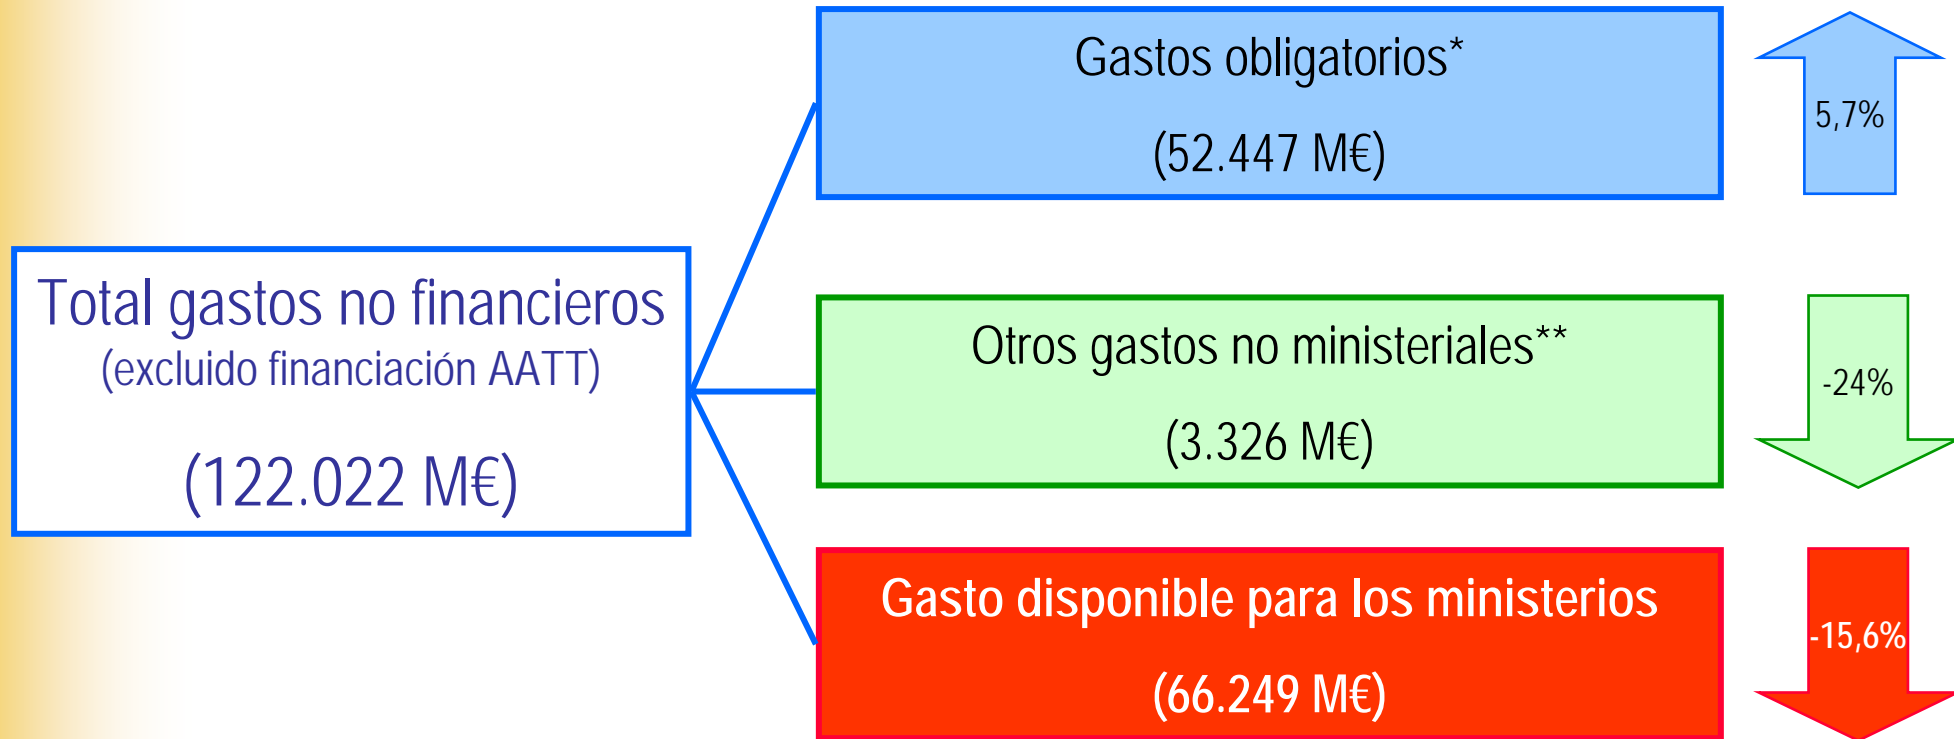 Total gastos no financieros
(excluido financiación AATT)
(122.022 M€)
Gastos obligatorios*
(52.447 M€)
5,7%
Otros gastos no ministeriales**
(3.326 M€)
-24%
Gasto disponible para los ministerios
(66.249 M€)
-15,6%